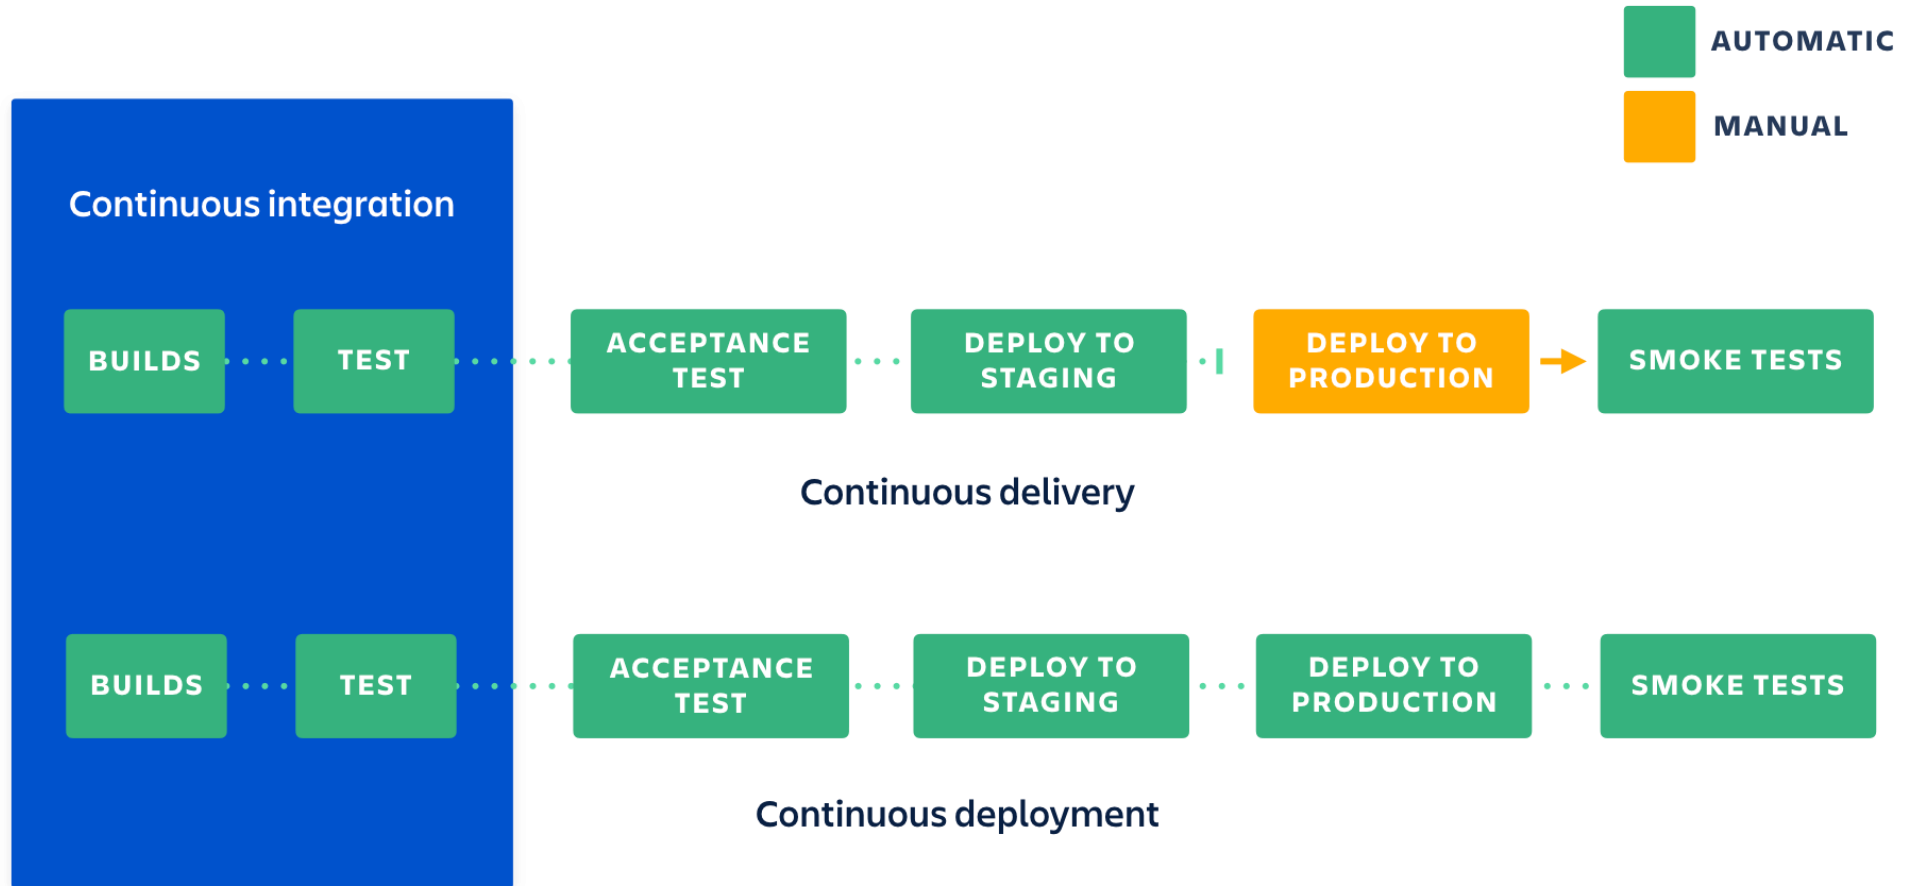 AUTOMATIC
MANUAL
Continuous integration
BUILDS
TEST
ACCEPTANCE
TEST
DEPLOY TO
STAGING
DEPLOY TO
PRODUCTION
SMOKE TESTS
Continuous delivery
BUILDS
TEST
ACCEPTANCE
TEST
DEPLOY TO
STAGING
DEPLOY TO
PRODUCTION
SMOKE TESTS
Continuous deployment